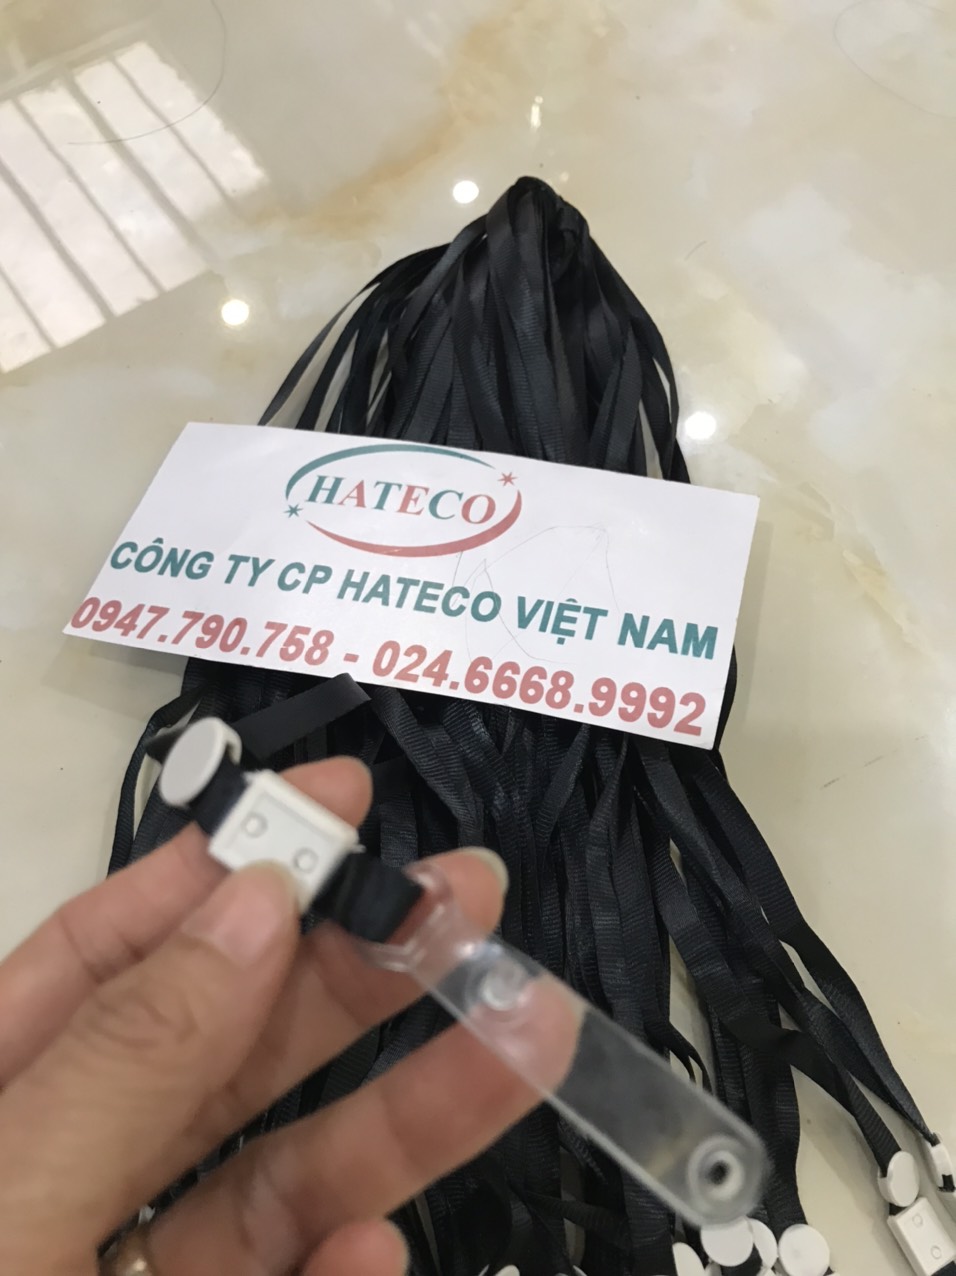 HATECO
CÔNG TY CP HATECO VIỆT NAM
0947.790.758 - 024.6668.9992